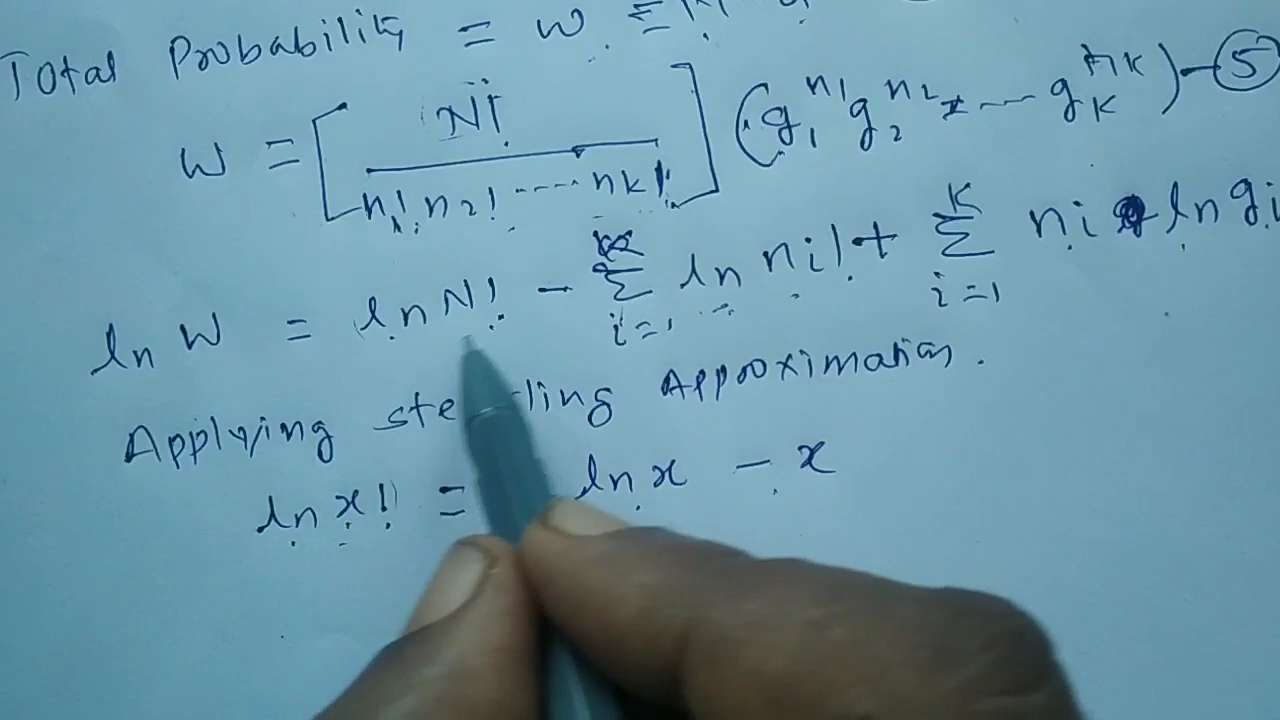 Total Probability = W.
W = [ N! / n1! n2! ---- nk! ] (g1^n1 g2^n2 ---- gk^nk) — 5
ln W = ln N! - Σ i=1 ln ni! + Σ K i=1 ni ln gi
Applying Approximation.
ln x! = ln x - x